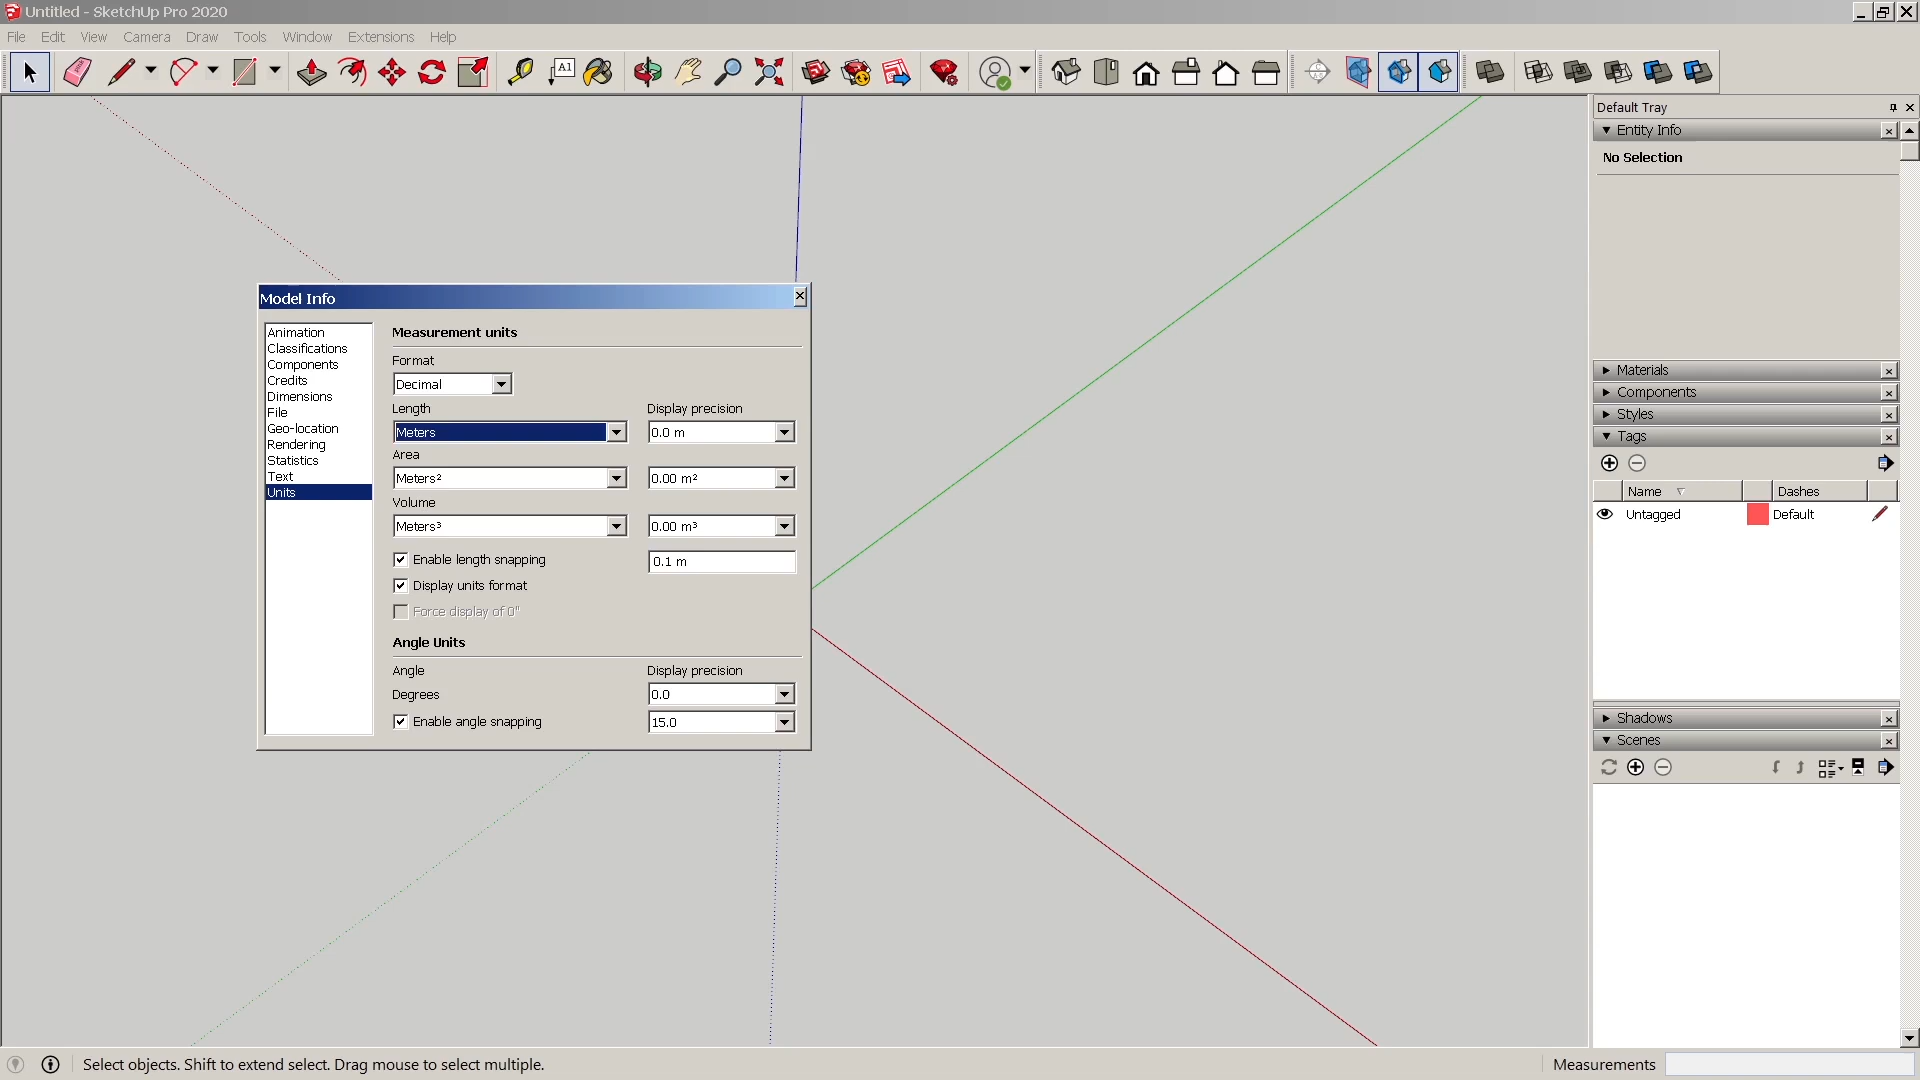 Untitled - SketchUp Pro 2020
File Edit View Camera Draw Tools Window Extensions Help
A1
Default Tray
Entity Info
No Selection
Model Info
Animation
Classifications
Components
Credits
Dimensions
File
Geo-location
Rendering
Statistics
Text
Units
Measurement units
Format
Decimal
Length Display precision
Meters 0.0 m
Area
Meters² 0.00 m²
Volume
Meters³ 0.00 m³
Enable length snapping 0.1 m
Display units format
Force display of 0"
Angle Units
Angle Display precision
Degrees 0.0
Enable angle snapping 15.0
Materials
Components
Styles
Tags
Name Dashes
Untagged Default
Shadows
Scenes
Select objects. Shift to extend select. Drag mouse to select multiple.
Measurements